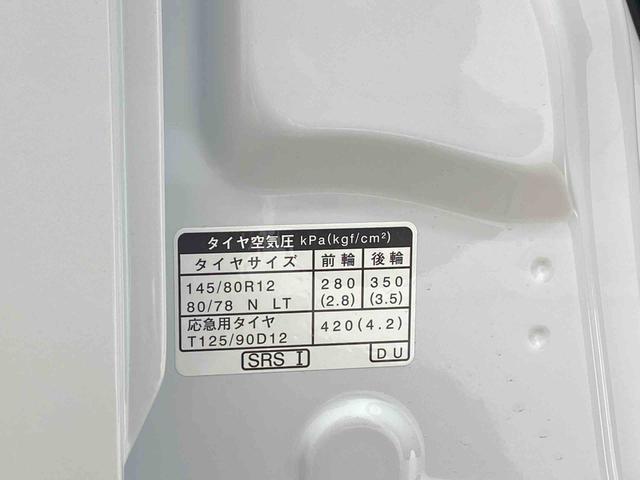 タイヤ空気圧 kPa(kgf/cm²)
タイヤサイズ 前輪 後輪
145/80R12 280 350
80/78 N LT (2.8) (3.5)
応急用タイヤ 420(4.2)
T125/90D12
SRS I DU